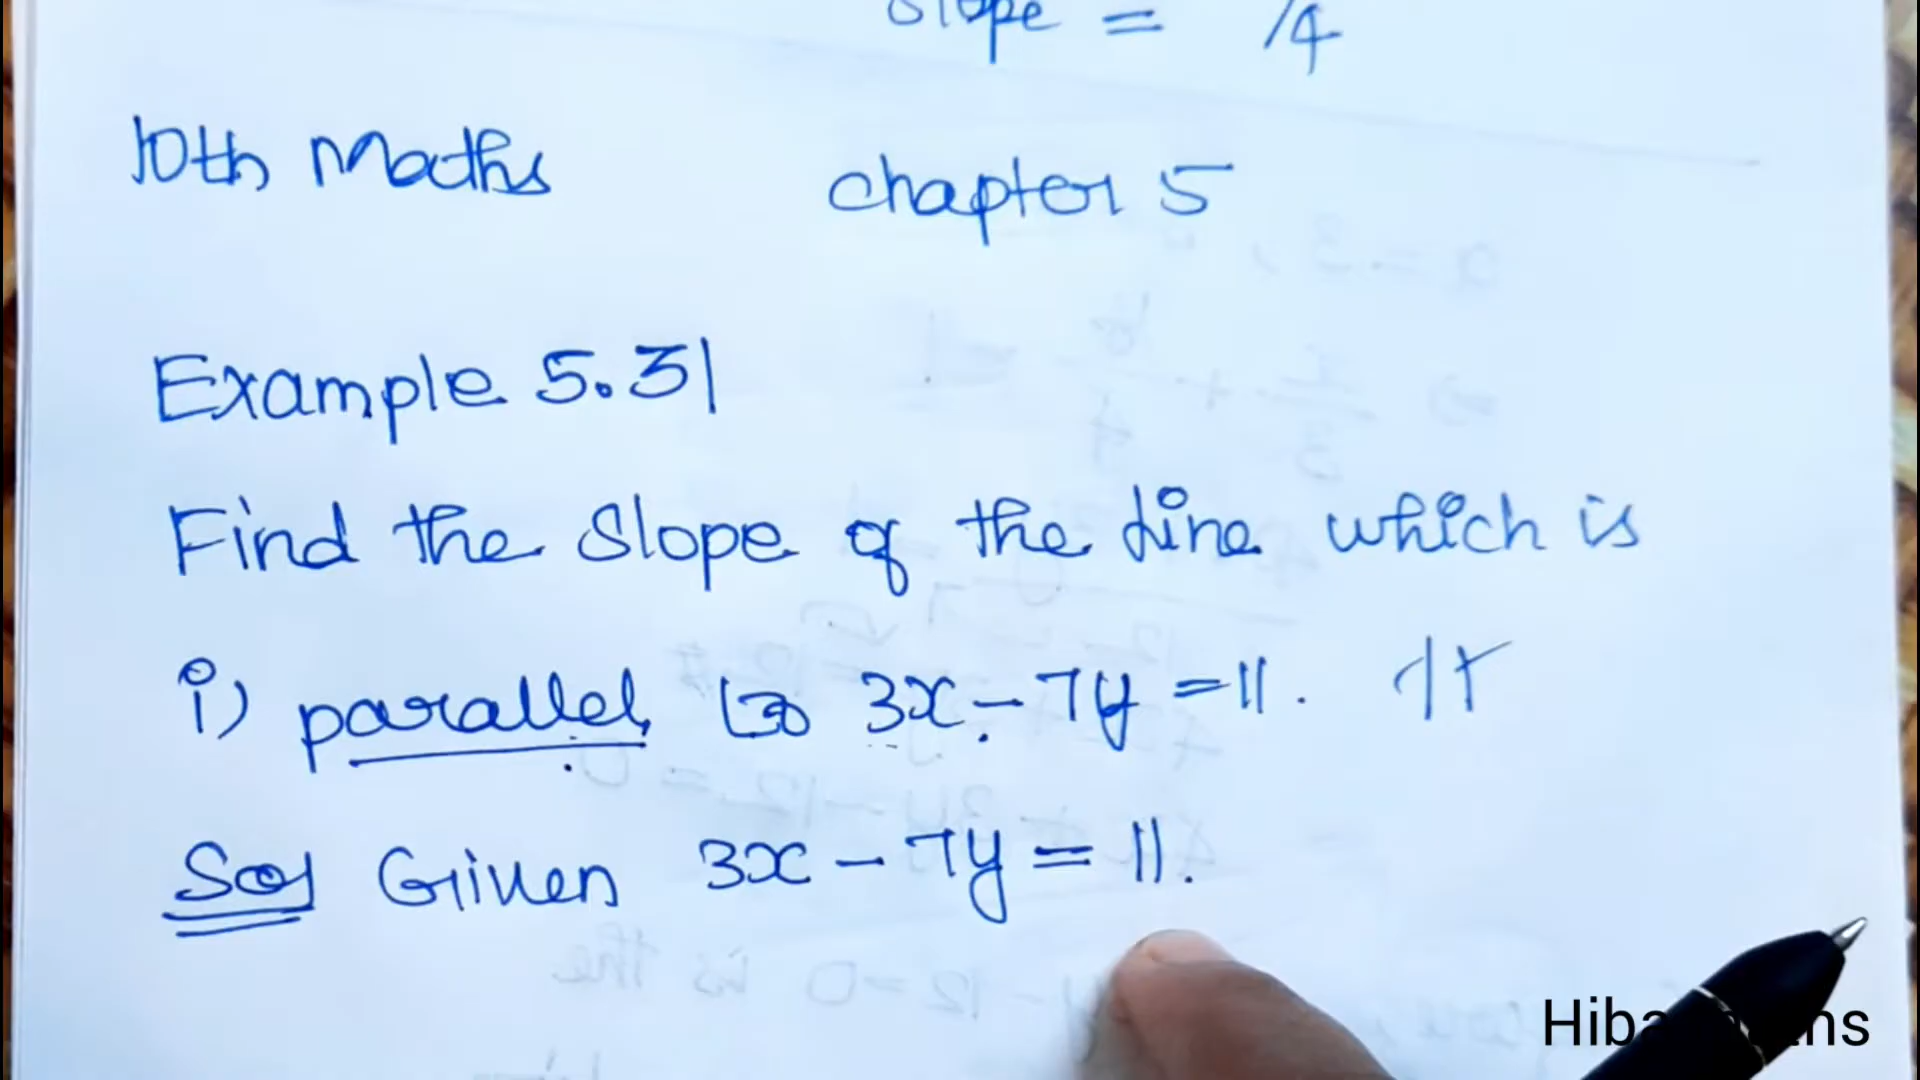 Slope = 1/4
10th Maths chapter 5
Example 5.31
Find the Slope of the line which is
i) parallel to 3x - 7y = 11.
Sol Given 3x - 7y = 11.